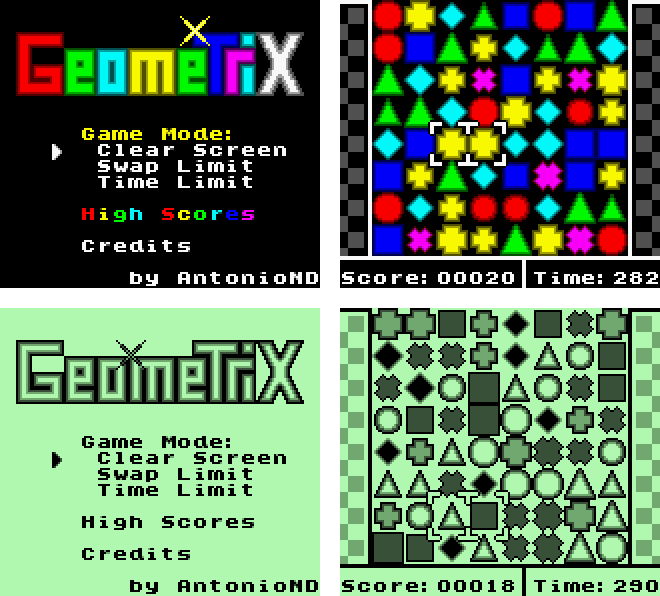 GeomeTriX
Game Mode:
Clear Screen
Swap Limit
Time Limit
High Scores
Credits
by AntonioND
Score:00020
Time:282
GeomeTriX
Game Mode:
Clear Screen
Swap Limit
Time Limit
High Scores
Credits
by AntonioND
Score:00018
Time:290